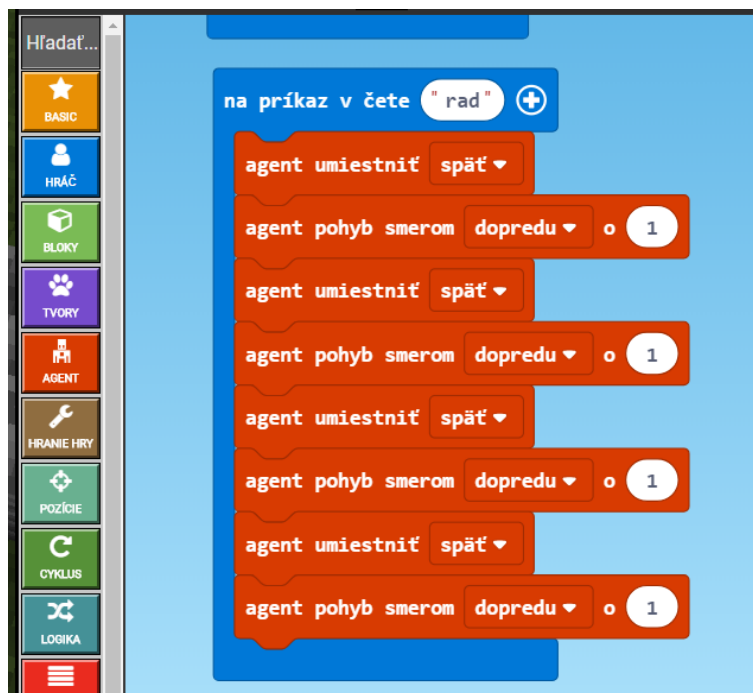 Hľadať...
BASIC
HRÁČ
BLOKY
TVORY
AGENT
HRANIE HRY
POZÍCIE
CYKLUS
LOGIKA
na príkaz v čete "rad"
agent umiestniť späť
agent pohyb smerom dopredu o 1
agent umiestniť späť
agent pohyb smerom dopredu o 1
agent umiestniť späť
agent pohyb smerom dopredu o 1
agent umiestniť späť
agent pohyb smerom dopredu o 1